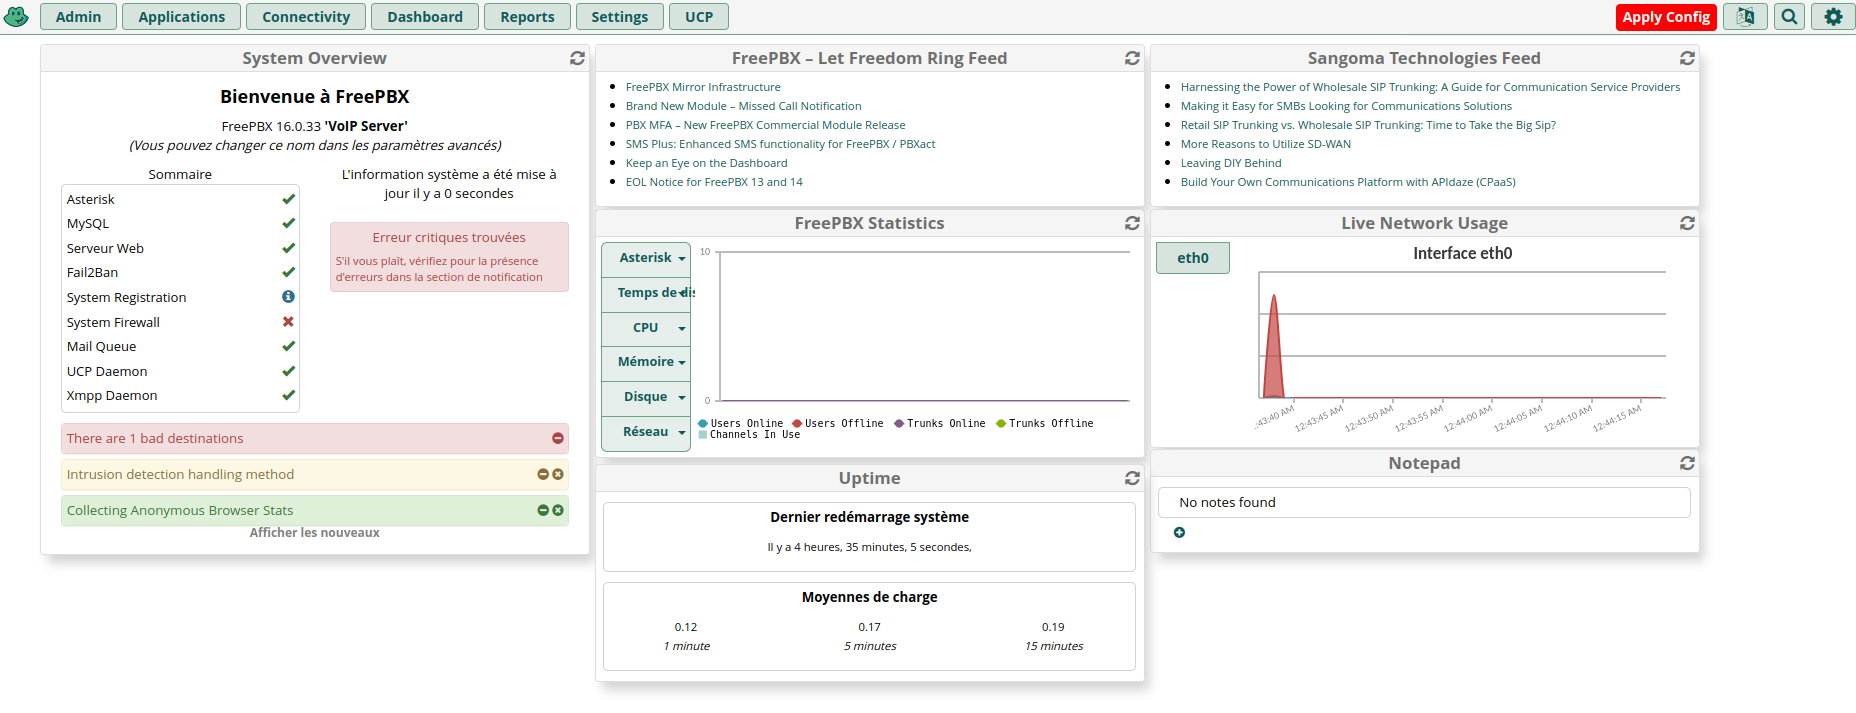 Admin
Applications
Connectivity
Dashboard
Reports
Settings
UCP
Apply Config
System Overview
Bienvenue à FreePBX
FreePBX 16.0.33 'VoIP Server'
(Vous pouvez changer ce nom dans les paramètres avancés)
Sommaire
Asterisk
MySQL
Serveur Web
Fail2Ban
System Registration
System Firewall
Mail Queue
UCP Daemon
Xmpp Daemon
L'information système a été mise à
jour il y a 0 secondes
Erreur critiques trouvées
S'il vous plaît, vérifiez pour la présence
d'erreurs dans la section de notification
There are 1 bad destinations
Intrusion detection handling method
Collecting Anonymous Browser Stats
Afficher les nouveaux
FreePBX – Let Freedom Ring Feed
FreePBX Mirror Infrastructure
Brand New Module – Missed Call Notification
PBX MFA – New FreePBX Commercial Module Release
SMS Plus: Enhanced SMS functionality for FreePBX / PBXact
Keep an Eye on the Dashboard
EOL Notice for FreePBX 13 and 14
FreePBX Statistics
Asterisk
Temps de dis
CPU
Mémoire
Disque
Réseau
10
0
Users Online Users Offline Trunks Online Trunks Offline
Channels In Use
Uptime
Dernier redémarrage système
Il y a 4 heures, 35 minutes, 5 secondes,
Moyennes de charge
0.12 0.17 0.19
1 minute 5 minutes 15 minutes
Sangoma Technologies Feed
Harnessing the Power of Wholesale SIP Trunking: A Guide for Communication Service Providers
Making it Easy for SMBs Looking for Communications Solutions
Retail SIP Trunking vs. Wholesale SIP Trunking: Time to Take the Big Sip?
More Reasons to Utilize SD-WAN
Leaving DIY Behind
Build Your Own Communications Platform with APIdaze (CPaaS)
Live Network Usage
eth0
Interface eth0
:43:40 AM 12:43:45 AM 12:43:50 AM 12:43:55 AM 12:44:00 AM 12:44:05 AM 12:44:10 AM 12:44:15 AM
Notepad
No notes found